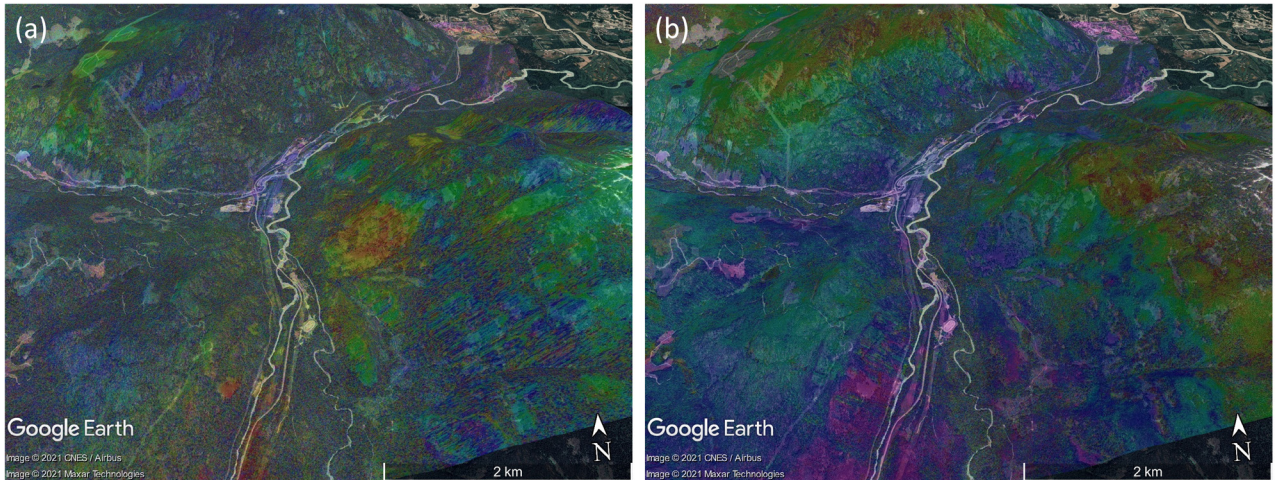 (a)
Google Earth
Image © 2021 CNES / Airbus
Image © 2021 Maxar Technologies
N
2 km
(b)
Google Earth
Image © 2021 CNES / Airbus
Image © 2021 Maxar Technologies
N
2 km